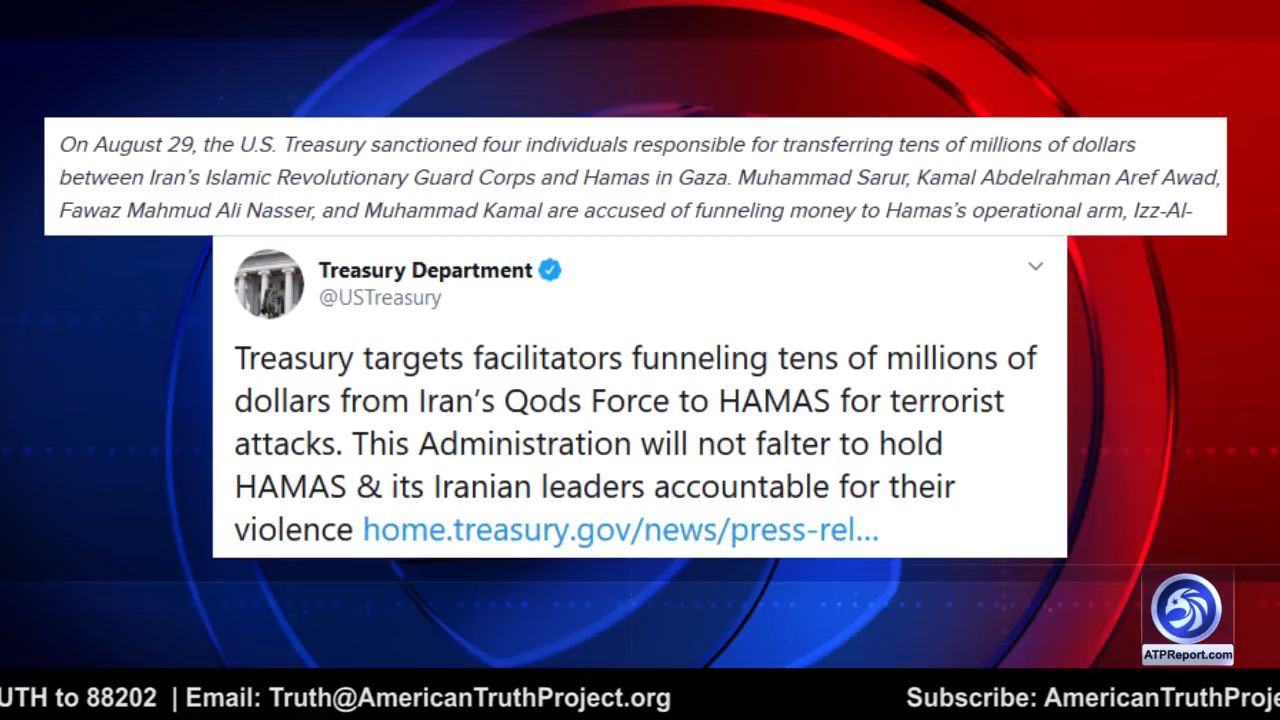 On August 29, the U.S. Treasury sanctioned four individuals responsible for transferring tens of millions of dollars
between Iran's Islamic Revolutionary Guard Corps and Hamas in Gaza. Muhammad Sarur, Kamal Abdelrahman Aref Awad,
Fawaz Mahmud Ali Nasser, and Muhammad Kamal are accused of funneling money to Hamas's operational arm, Izz-Al-
Treasury Department
@USTreasury
Treasury targets facilitators funneling tens of millions of
dollars from Iran's Qods Force to HAMAS for terrorist
attacks. This Administration will not falter to hold
HAMAS & its Iranian leaders accountable for their
violence home.treasury.gov/news/press-rel...
ATPReport.com
UTH to 88202 | Email: Truth@AmericanTruthProject.org
Subscribe: AmericanTruthProje